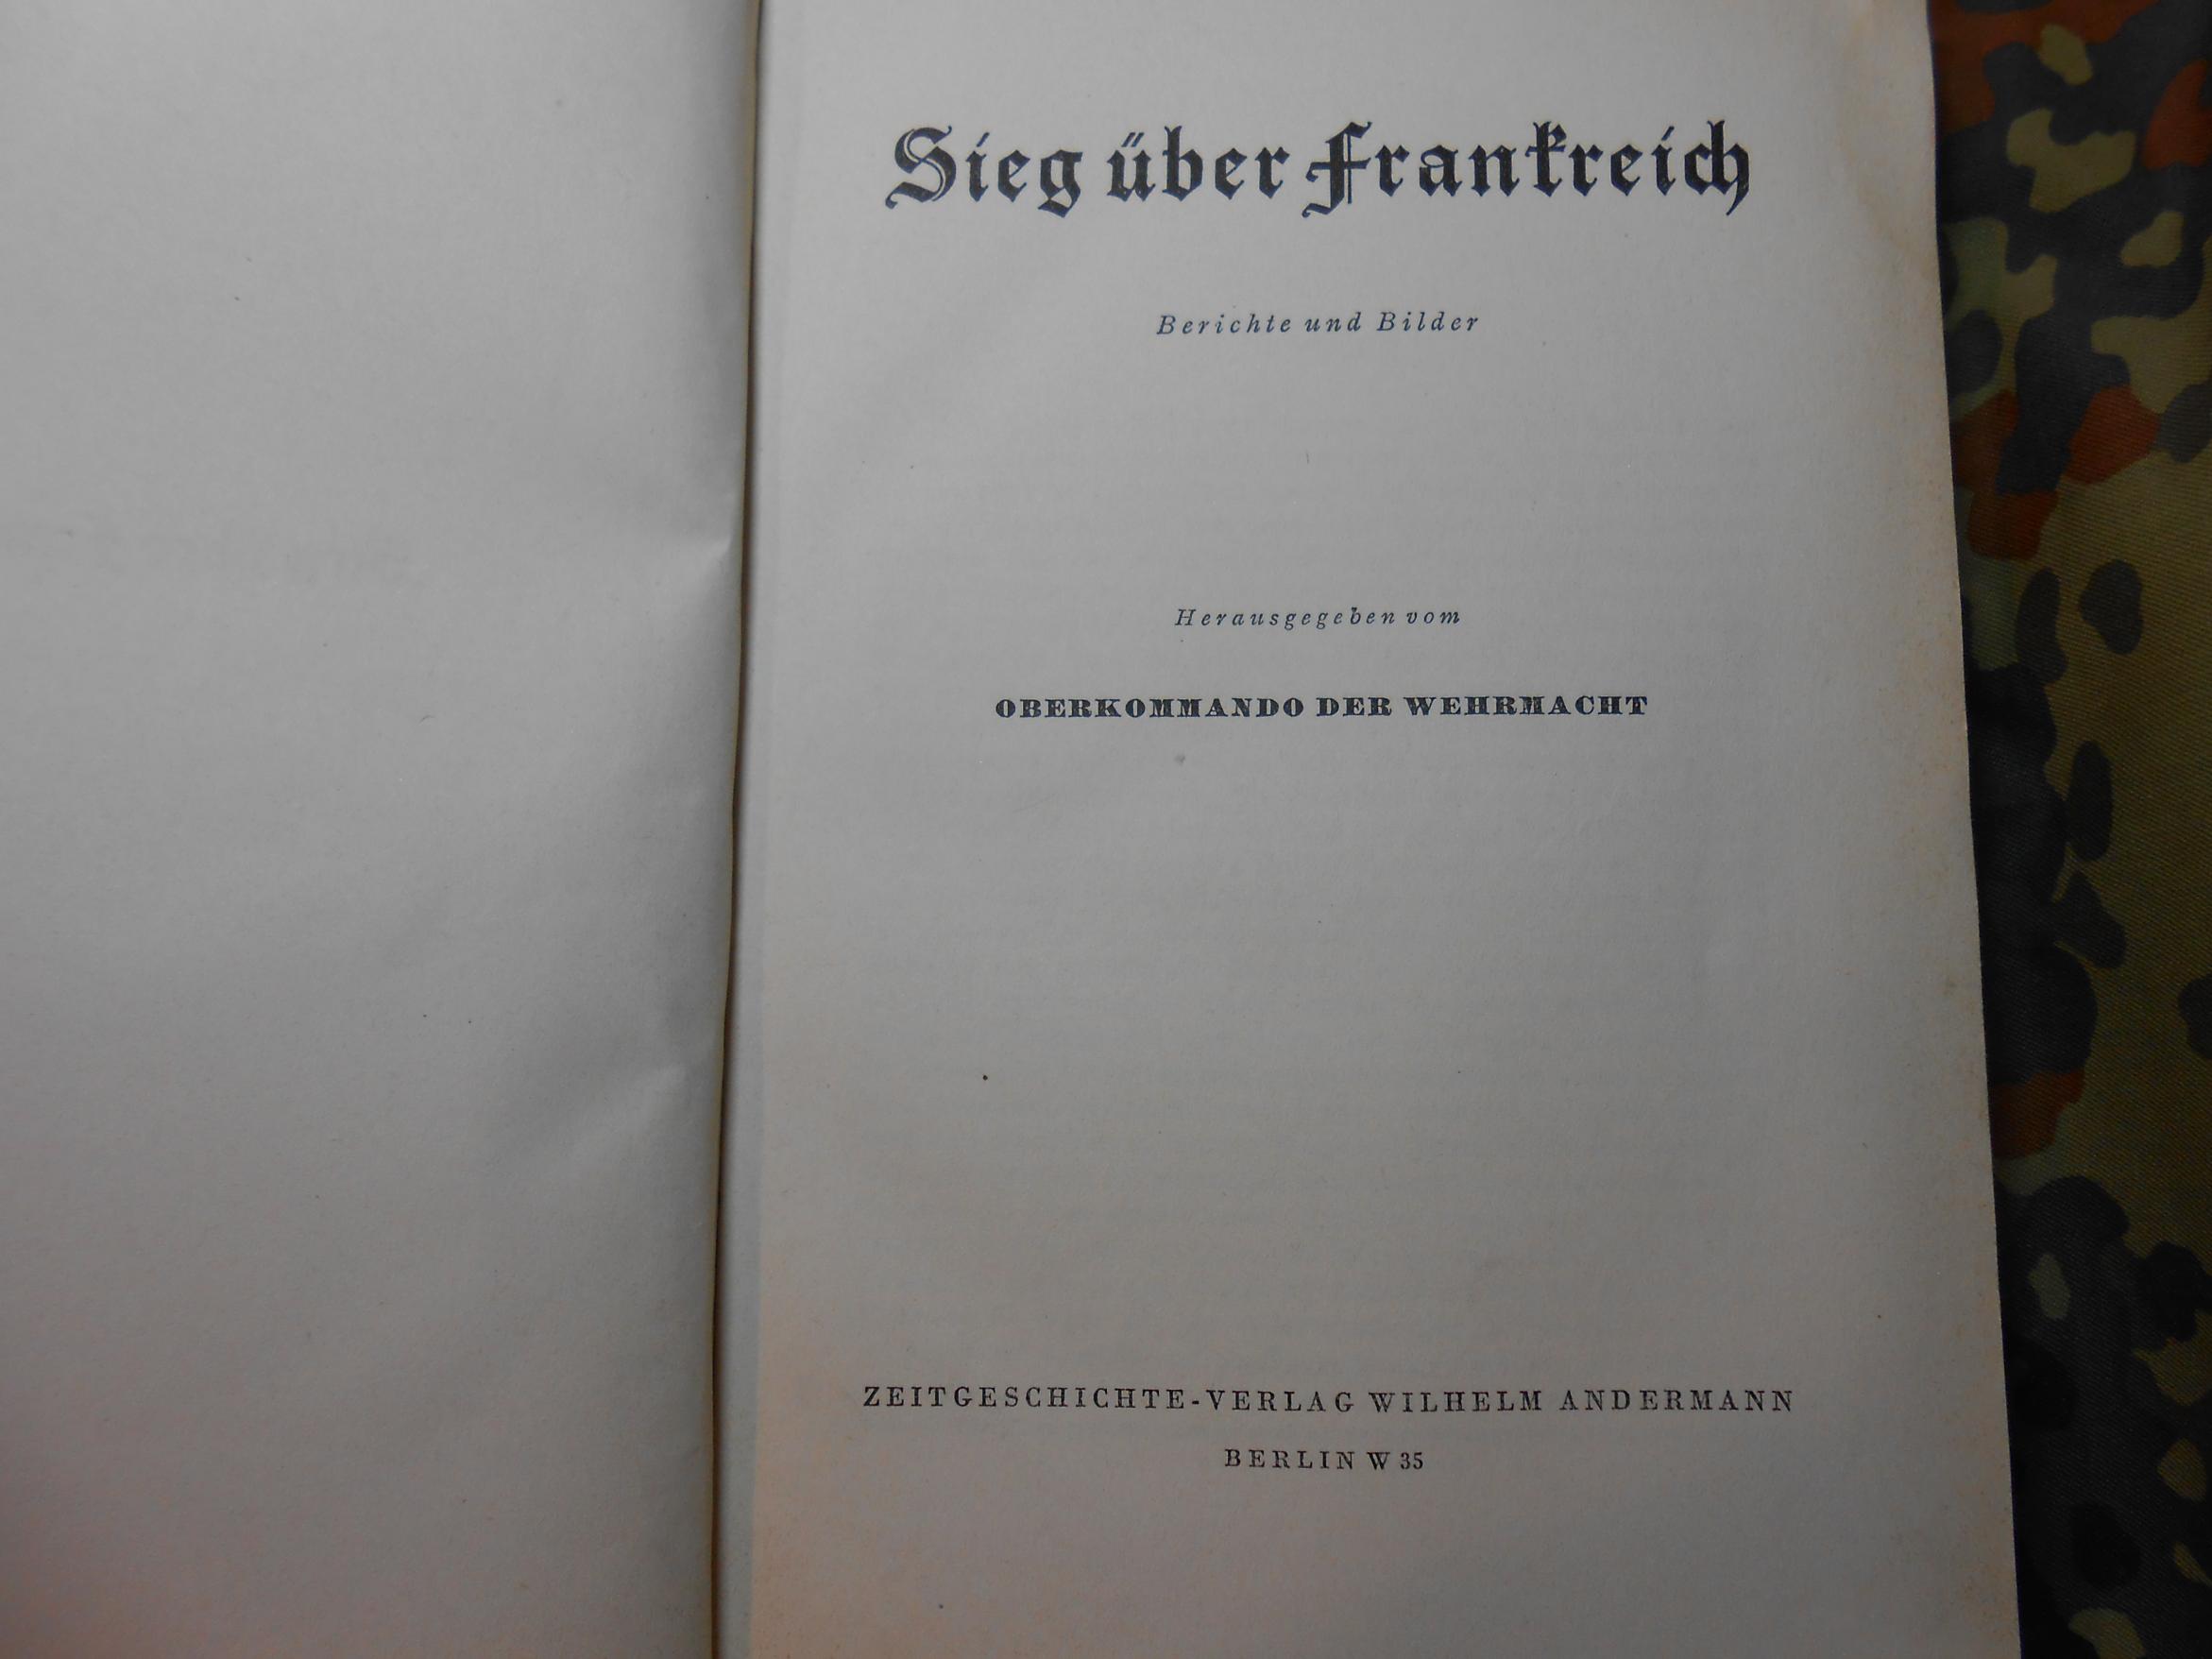 Sieg über Frankreich
Berichte und Bilder
Herausgegeben vom
OBERKOMMANDO DER WEHRMACHT
ZEITGESCHICHTE-VERLAG WILHELM ANDERMANN
BERLIN W 35